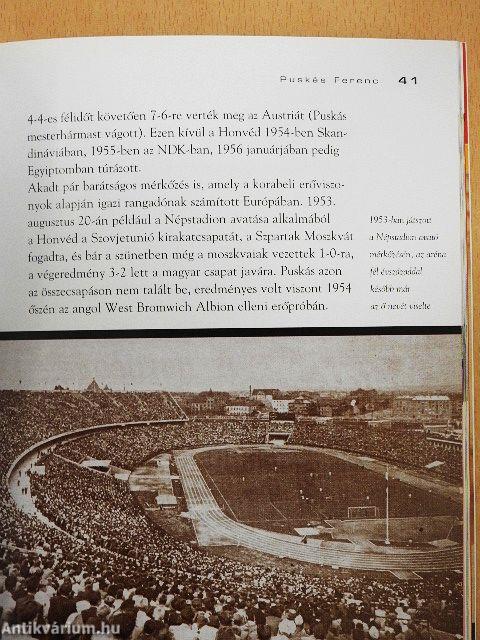 Puskás Ferenc 41
4-4-es félidőt követően 7-6-re verték meg az Austriát (Puskás
mesterhármast vágott). Ezen kívül a Honvéd 1954-ben Skan-
dináviában, 1955-ben az NDK-ban, 1956 januárjában pedig
Egyiptomban túrázott.
Akadt pár barátságos mérkőzés is, amely a korabeli erőviszo-
nyok alapján igazi rangadónak számított Európában. 1953.
augusztus 20-án például a Népstadion avatása alkalmából
a Honvéd a Szovjetunió kirakatcsapatát, a Szpartak Moszkvát
fogadta, és bár a szünetben még a moszkvaiak vezettek 1-0-ra,
a végeredmény 3-2 lett a magyar csapat javára. Puskás azon
az összecsapáson nem talált be, eredményes volt viszont 1954
őszén az angol West Bromwich Albion elleni erőpróbán.
1953-ban játszott
a Népstadion avató
mérkőzésén, az aréna
fél évszázaddal
később már
az ő nevét viselte
Antikvárium.hu